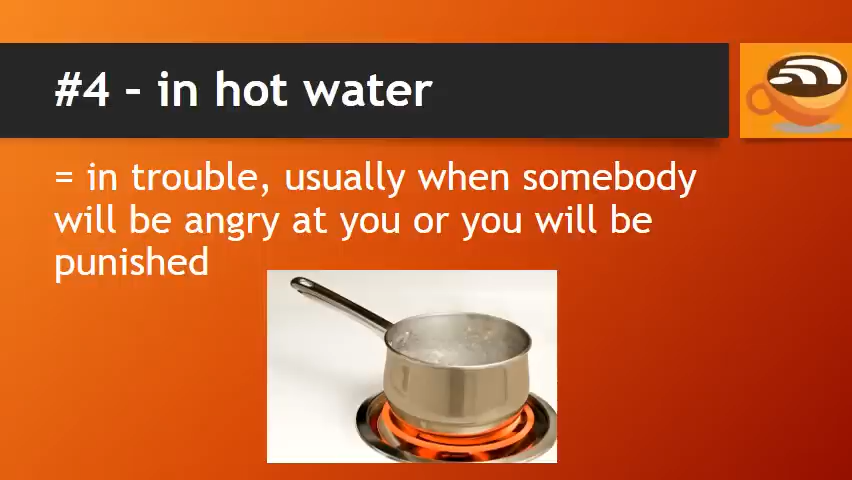 #4 – in hot water
= in trouble, usually when somebody
will be angry at you or you will be
punished